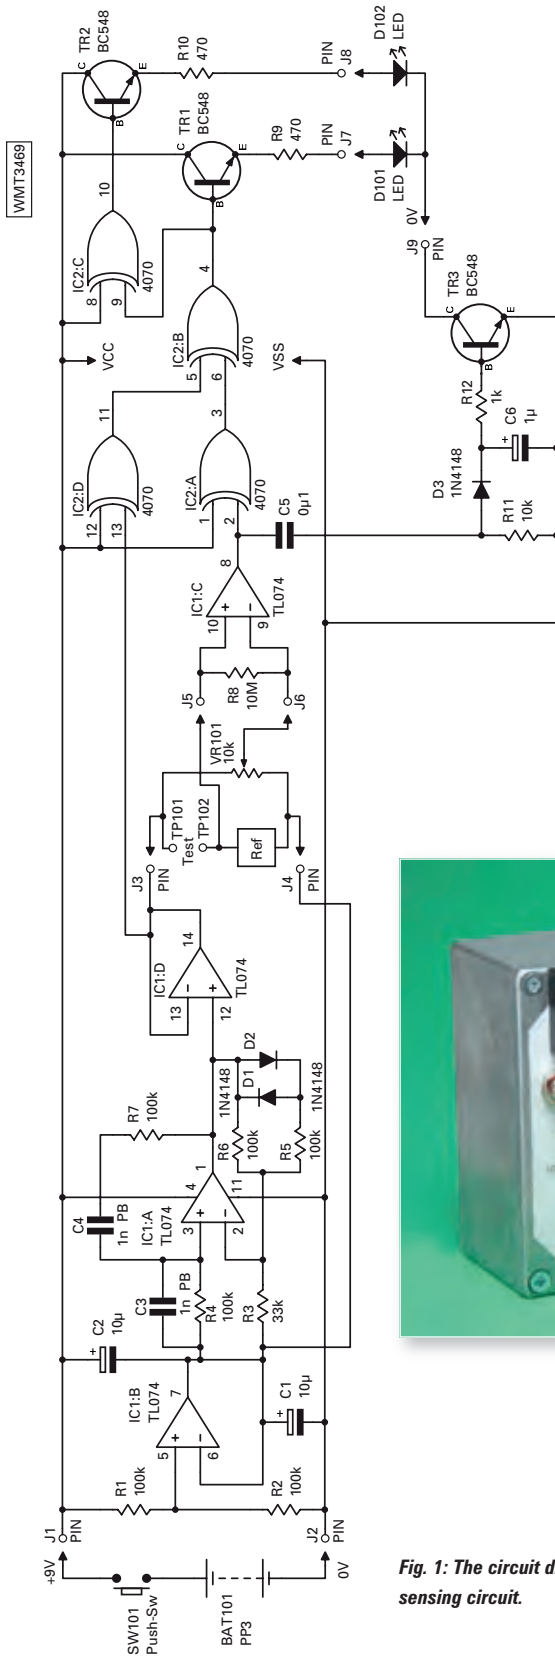 WMT3469
SW101
Push-Sw
BAT101
PP3
+9V
J1
PIN
0V
J2
PIN
R1
100k
R2
100k
IC1:B
TL074
5
6
7
+
−
C2
10µ
+
C1
10µ
+
C3
1n PB
R4
100k
R3
33k
C4
1n PB
R7
100k
IC1:A
TL074
3
2
4
11
1
+
−
R6
100k
R5
100k
D1
1N4148
D2
1N4148
IC1:D
TL074
13
12
14
−
+
J3
PIN
J4
PIN
TP101
Test
TP102
Ref
VR101
10k
J5
J6
R8
10M
IC1:C
TL074
10
9
8
+
−
C5
0µ1
IC2:D
4070
12
13
11
IC2:A
4070
1
2
3
IC2:B
4070
5
6
4
IC2:C
4070
8
9
10
VCC
VSS
TR2
BC548
C
B
E
R10
470
PIN
J8
D102
LED
TR1
BC548
C
B
E
R9
470
PIN
J7
D101
LED
0V
J9
PIN
TR3
BC548
C
B
E
R12
1k
C6
1µ
+
D3
1N4148
R11
10k
Fig. 1: The circuit d
sensing circuit.